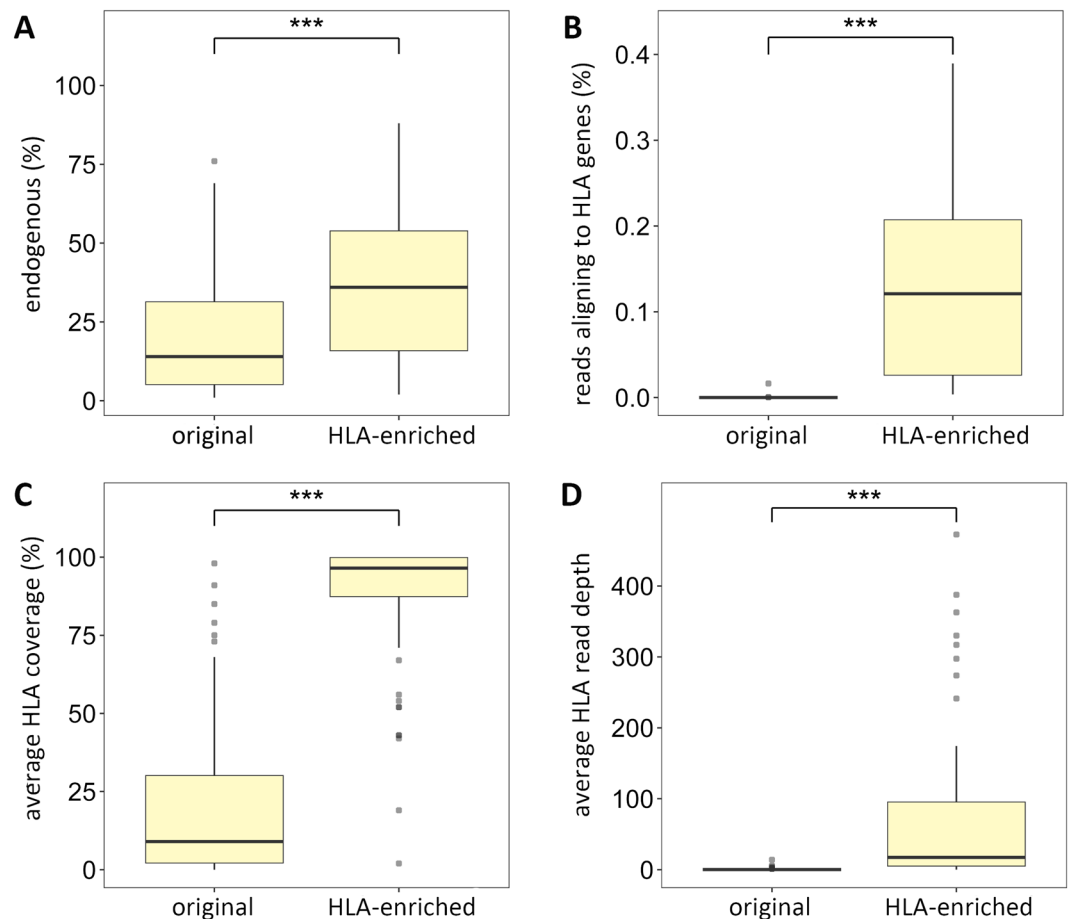 A
***
endogenous (%)
100
75
50
25
0
original HLA-enriched
B
***
reads aligning to HLA genes (%)
0.4
0.3
0.2
0.1
0.0
original HLA-enriched
C
***
average HLA coverage (%)
100
75
50
25
0
original HLA-enriched
D
***
average HLA read depth
400
300
200
100
0
original HLA-enriched